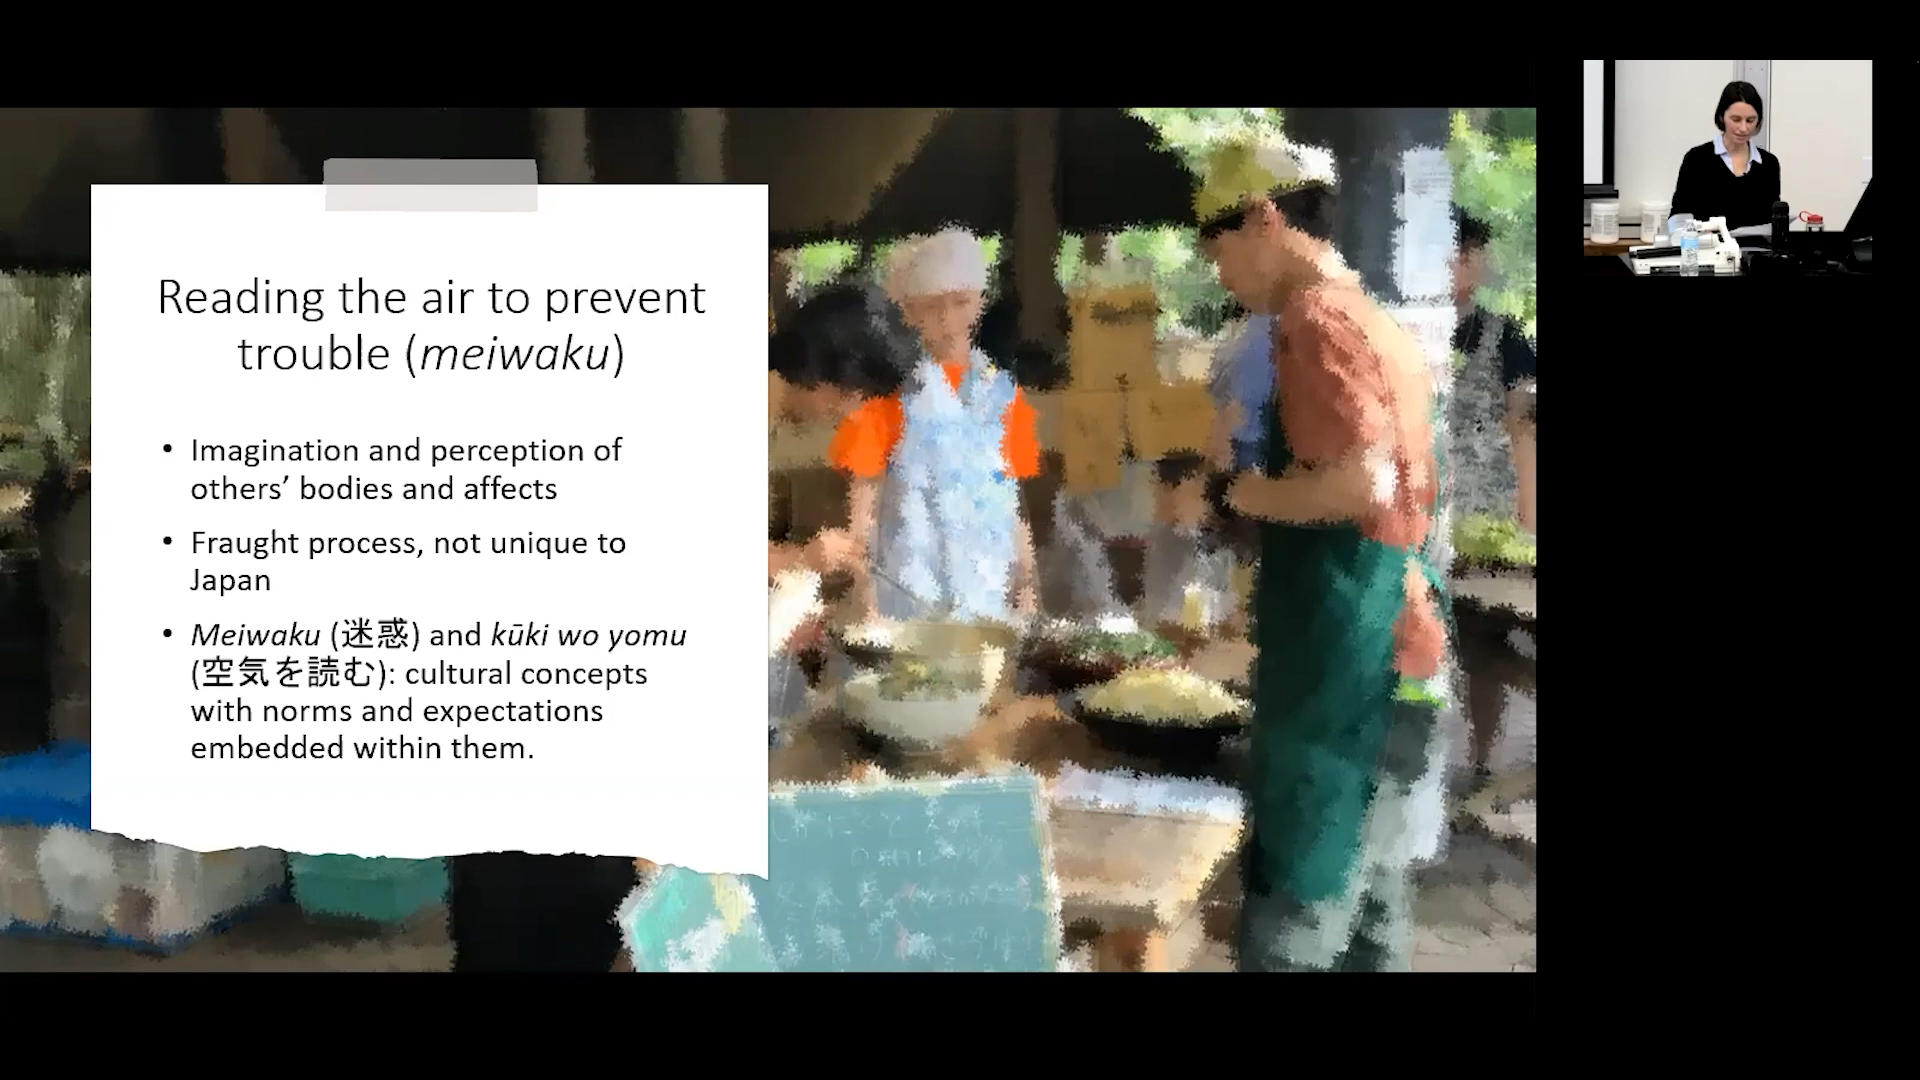 Reading the air to prevent
trouble (meiwaku)
• Imagination and perception of
others’ bodies and affects
• Fraught process, not unique to
Japan
• Meiwaku (迷惑) and kūki wo yomu
(空気を読む): cultural concepts
with norms and expectations
embedded within them.